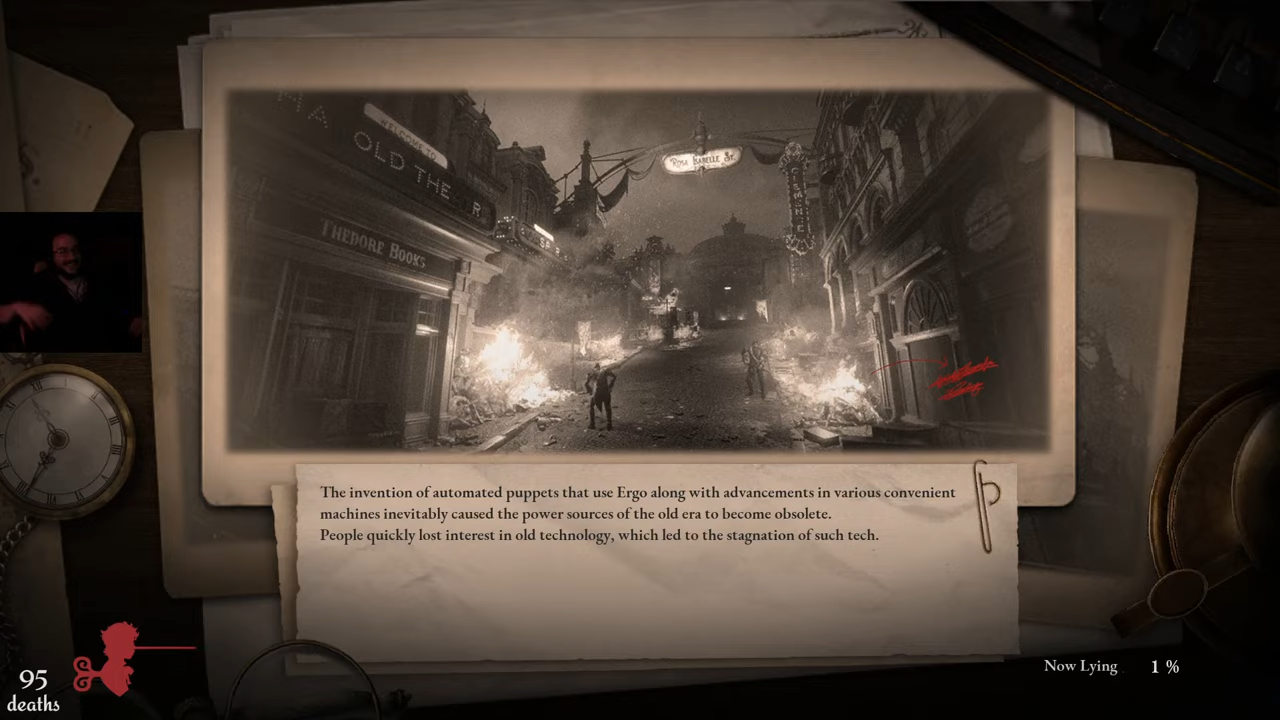 WELCOME TO
OLD THE R
THEDORE BOOKS
ROSA ISABELLE St.
The invention of automated puppets that use Ergo along with advancements in various convenient
machines inevitably caused the power sources of the old era to become obsolete.
People quickly lost interest in old technology, which led to the stagnation of such tech.
Now Lying 1 %
95
deaths